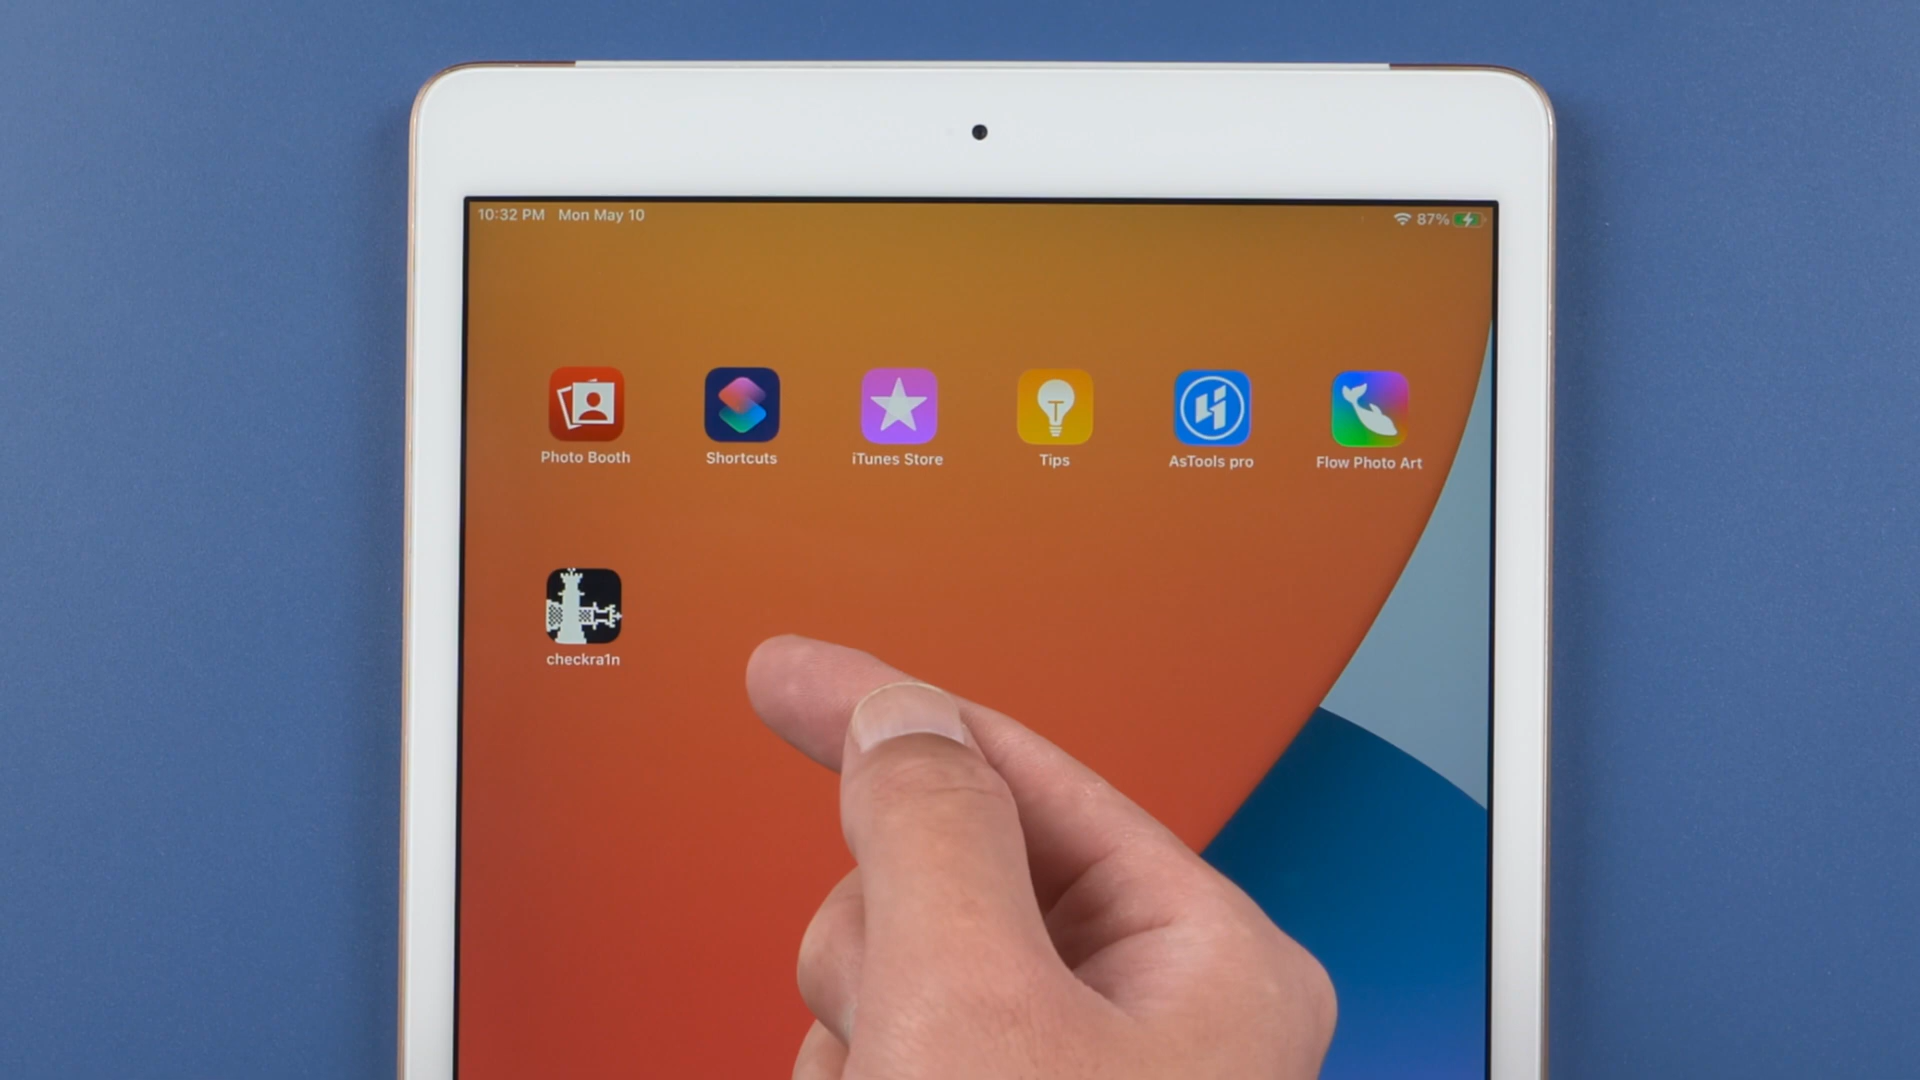 10:32 PM Mon May 10
87%
Photo Booth
Shortcuts
iTunes Store
Tips
AsTools pro
Flow Photo Art
checkra1n